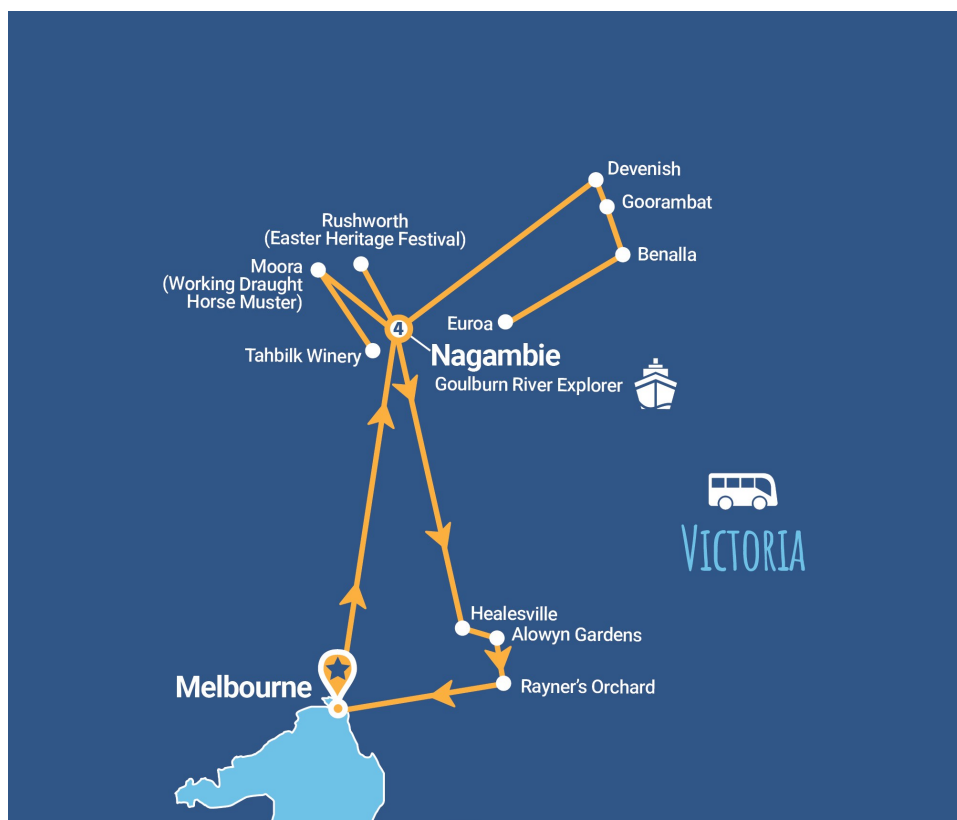 Devenish
Goorambat
Rushworth
(Easter Heritage Festival)
Benalla
Moora
(Working Draught
Horse Muster)
Euroa
4
Tahbilk Winery
Nagambie
Goulburn River Explorer
VICTORIA
Healesville
Alowyn Gardens
Melbourne
Rayner's Orchard